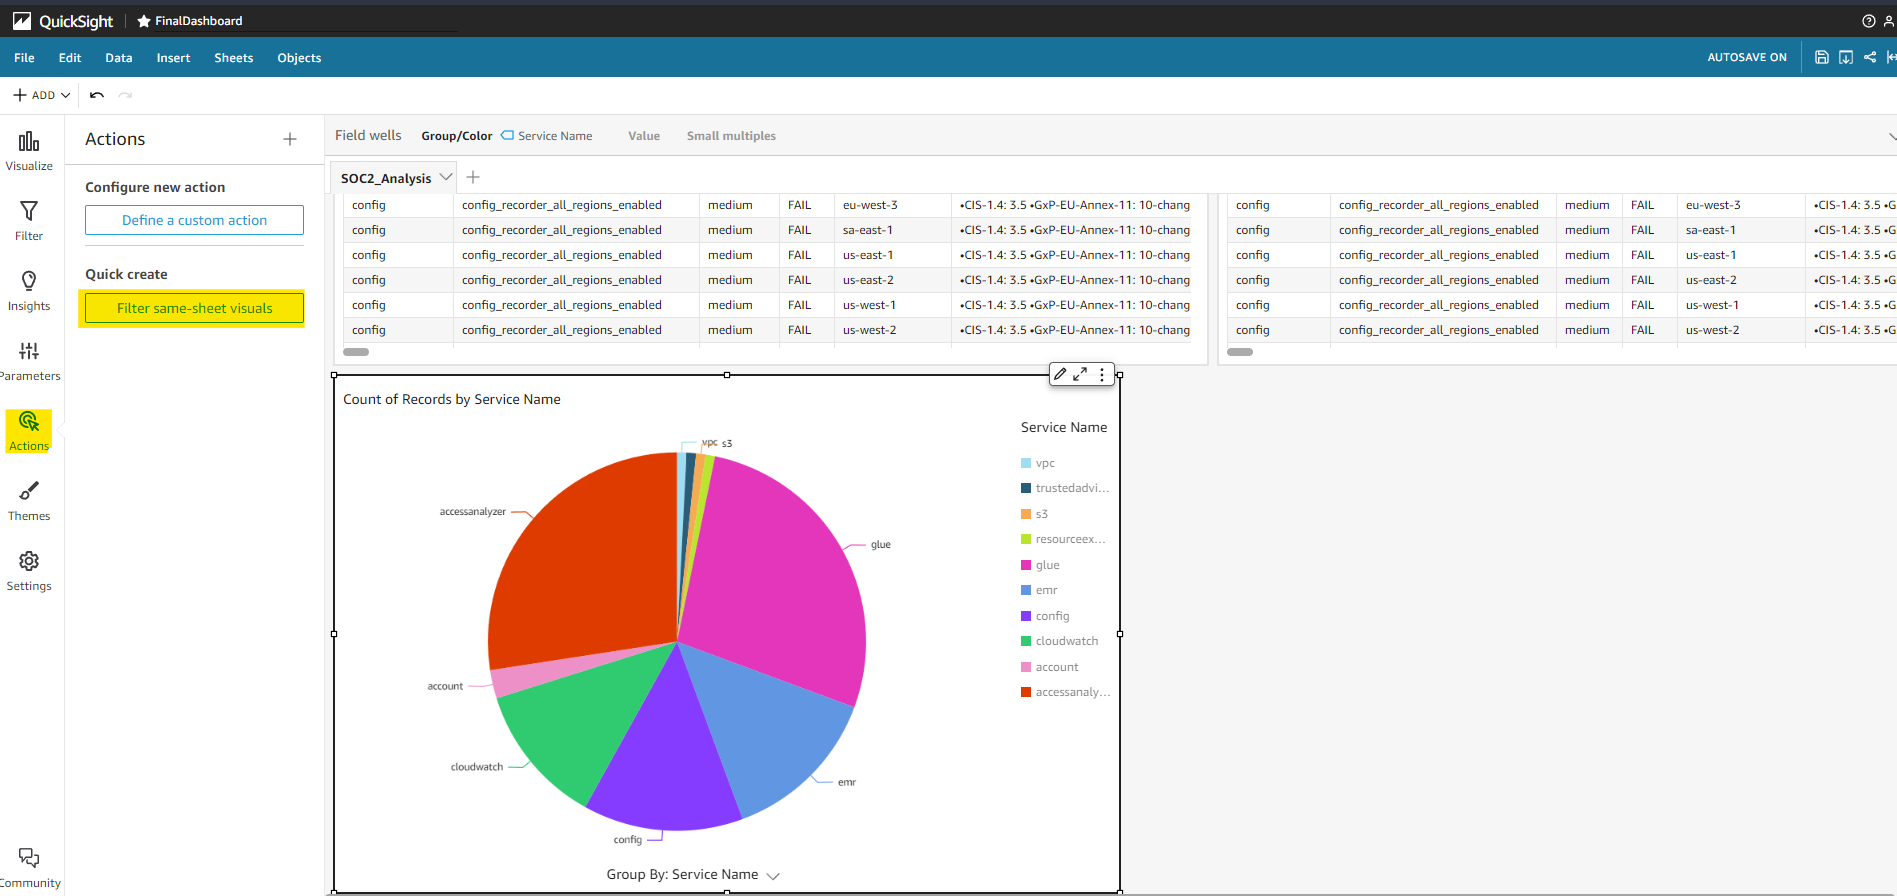 QuickSight FinalDashboard
File Edit Data Insert Sheets Objects AUTOSAVE ON
ADD
Visualize
Filter
Insights
Parameters
Actions
Themes
Settings
Community
Actions
Configure new action
Define a custom action
Quick create
Filter same-sheet visuals
Field wells Group/Color Service Name Value Small multiples
SOC2_Analysis
config config_recorder_all_regions_enabled medium FAIL eu-west-3 •CIS-1.4: 3.5 •GxP-EU-Annex-11: 10-chang config config_recorder_all_regions_enabled medium FAIL eu-west-3 •CIS-1.4: 3.5 •G
config config_recorder_all_regions_enabled medium FAIL sa-east-1 •CIS-1.4: 3.5 •GxP-EU-Annex-11: 10-chang config config_recorder_all_regions_enabled medium FAIL sa-east-1 •CIS-1.4: 3.5 •G
config config_recorder_all_regions_enabled medium FAIL us-east-1 •CIS-1.4: 3.5 •GxP-EU-Annex-11: 10-chang config config_recorder_all_regions_enabled medium FAIL us-east-1 •CIS-1.4: 3.5 •G
config config_recorder_all_regions_enabled medium FAIL us-east-2 •CIS-1.4: 3.5 •GxP-EU-Annex-11: 10-chang config config_recorder_all_regions_enabled medium FAIL us-east-2 •CIS-1.4: 3.5 •G
config config_recorder_all_regions_enabled medium FAIL us-west-1 •CIS-1.4: 3.5 •GxP-EU-Annex-11: 10-chang config config_recorder_all_regions_enabled medium FAIL us-west-1 •CIS-1.4: 3.5 •G
config config_recorder_all_regions_enabled medium FAIL us-west-2 •CIS-1.4: 3.5 •GxP-EU-Annex-11: 10-chang config config_recorder_all_regions_enabled medium FAIL us-west-2 •CIS-1.4: 3.5 •G
Count of Records by Service Name
vpc s3
accessanalyzer
glue
account
cloudwatch
emr
config
Service Name
vpc
trustedadvi...
s3
resourceex...
glue
emr
config
cloudwatch
account
accessanaly...
Group By: Service Name